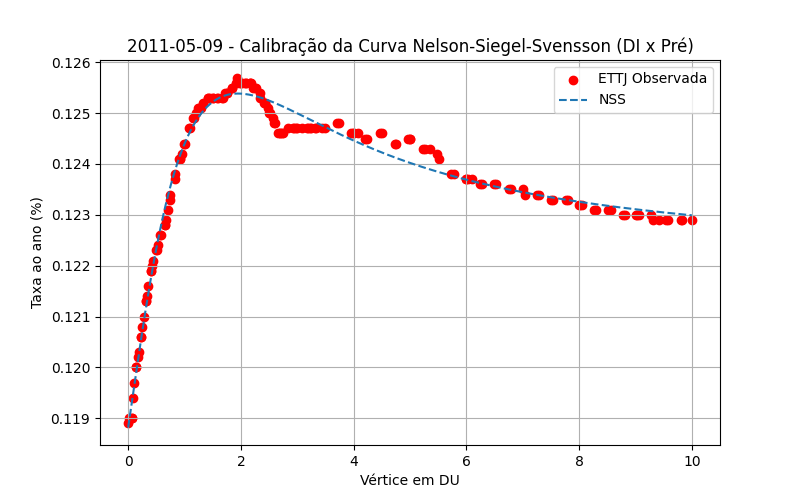 2011-05-09 - Calibração da Curva Nelson-Siegel-Svensson (DI x Pré)
ETTJ Observada
NSS
Taxa ao ano (%)
0.126
0.125
0.124
0.123
0.122
0.121
0.120
0.119
0 2 4 6 8 10
Vértice em DU